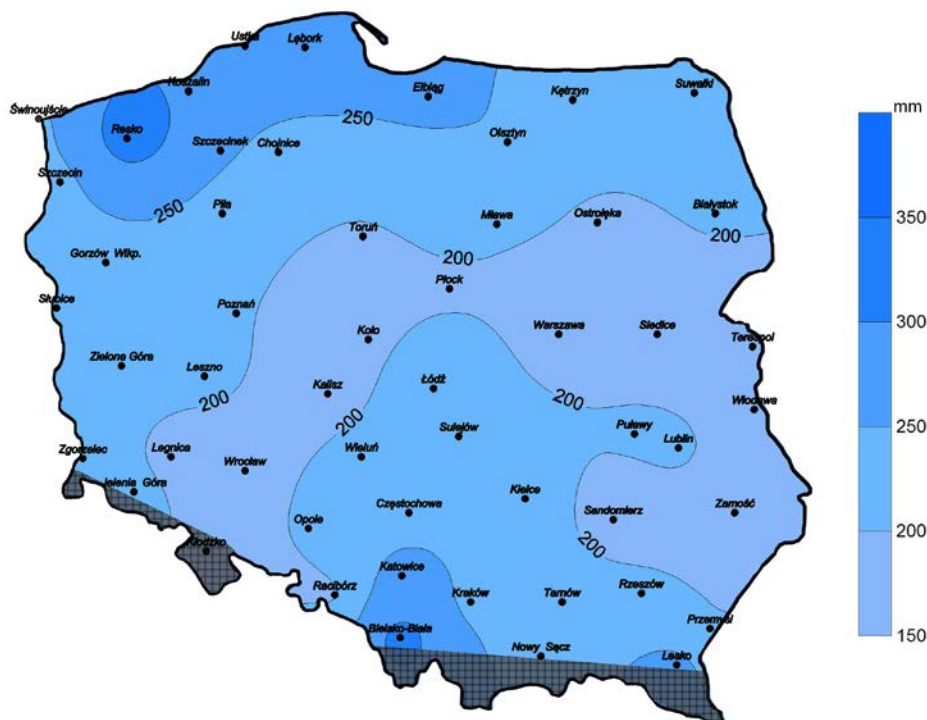 Ustka
Lębork
Koszalin
Elbląg
Kętrzyn
Suwałki
Świnoujście
mm
Resko
250
Szczecinek
Chojnice
Olsztyn
Szczecin
250
Piła
350
Toruń
Mława
Ostrołęka
Białystok
200
200
Gorzów Wlkp.
Płock
Słubice
Poznań
300
Koło
Warszawa
Siedlce
Terespol
Zielona Góra
Leszno
Kalisz
Łódź
200
200
Włodawa
200
Sulejów
Puławy
250
Zgorzelec
Legnica
Wrocław
Wieluń
Lublin
Jelenia Góra
Kielce
Częstochowa
Sandomierz
Zamość
Opole
200
200
Kłodzko
Katowice
Racibórz
Kraków
Tarnów
Rzeszów
Przemyśl
150
Bielsko-Biała
Nowy Sącz
Lesko